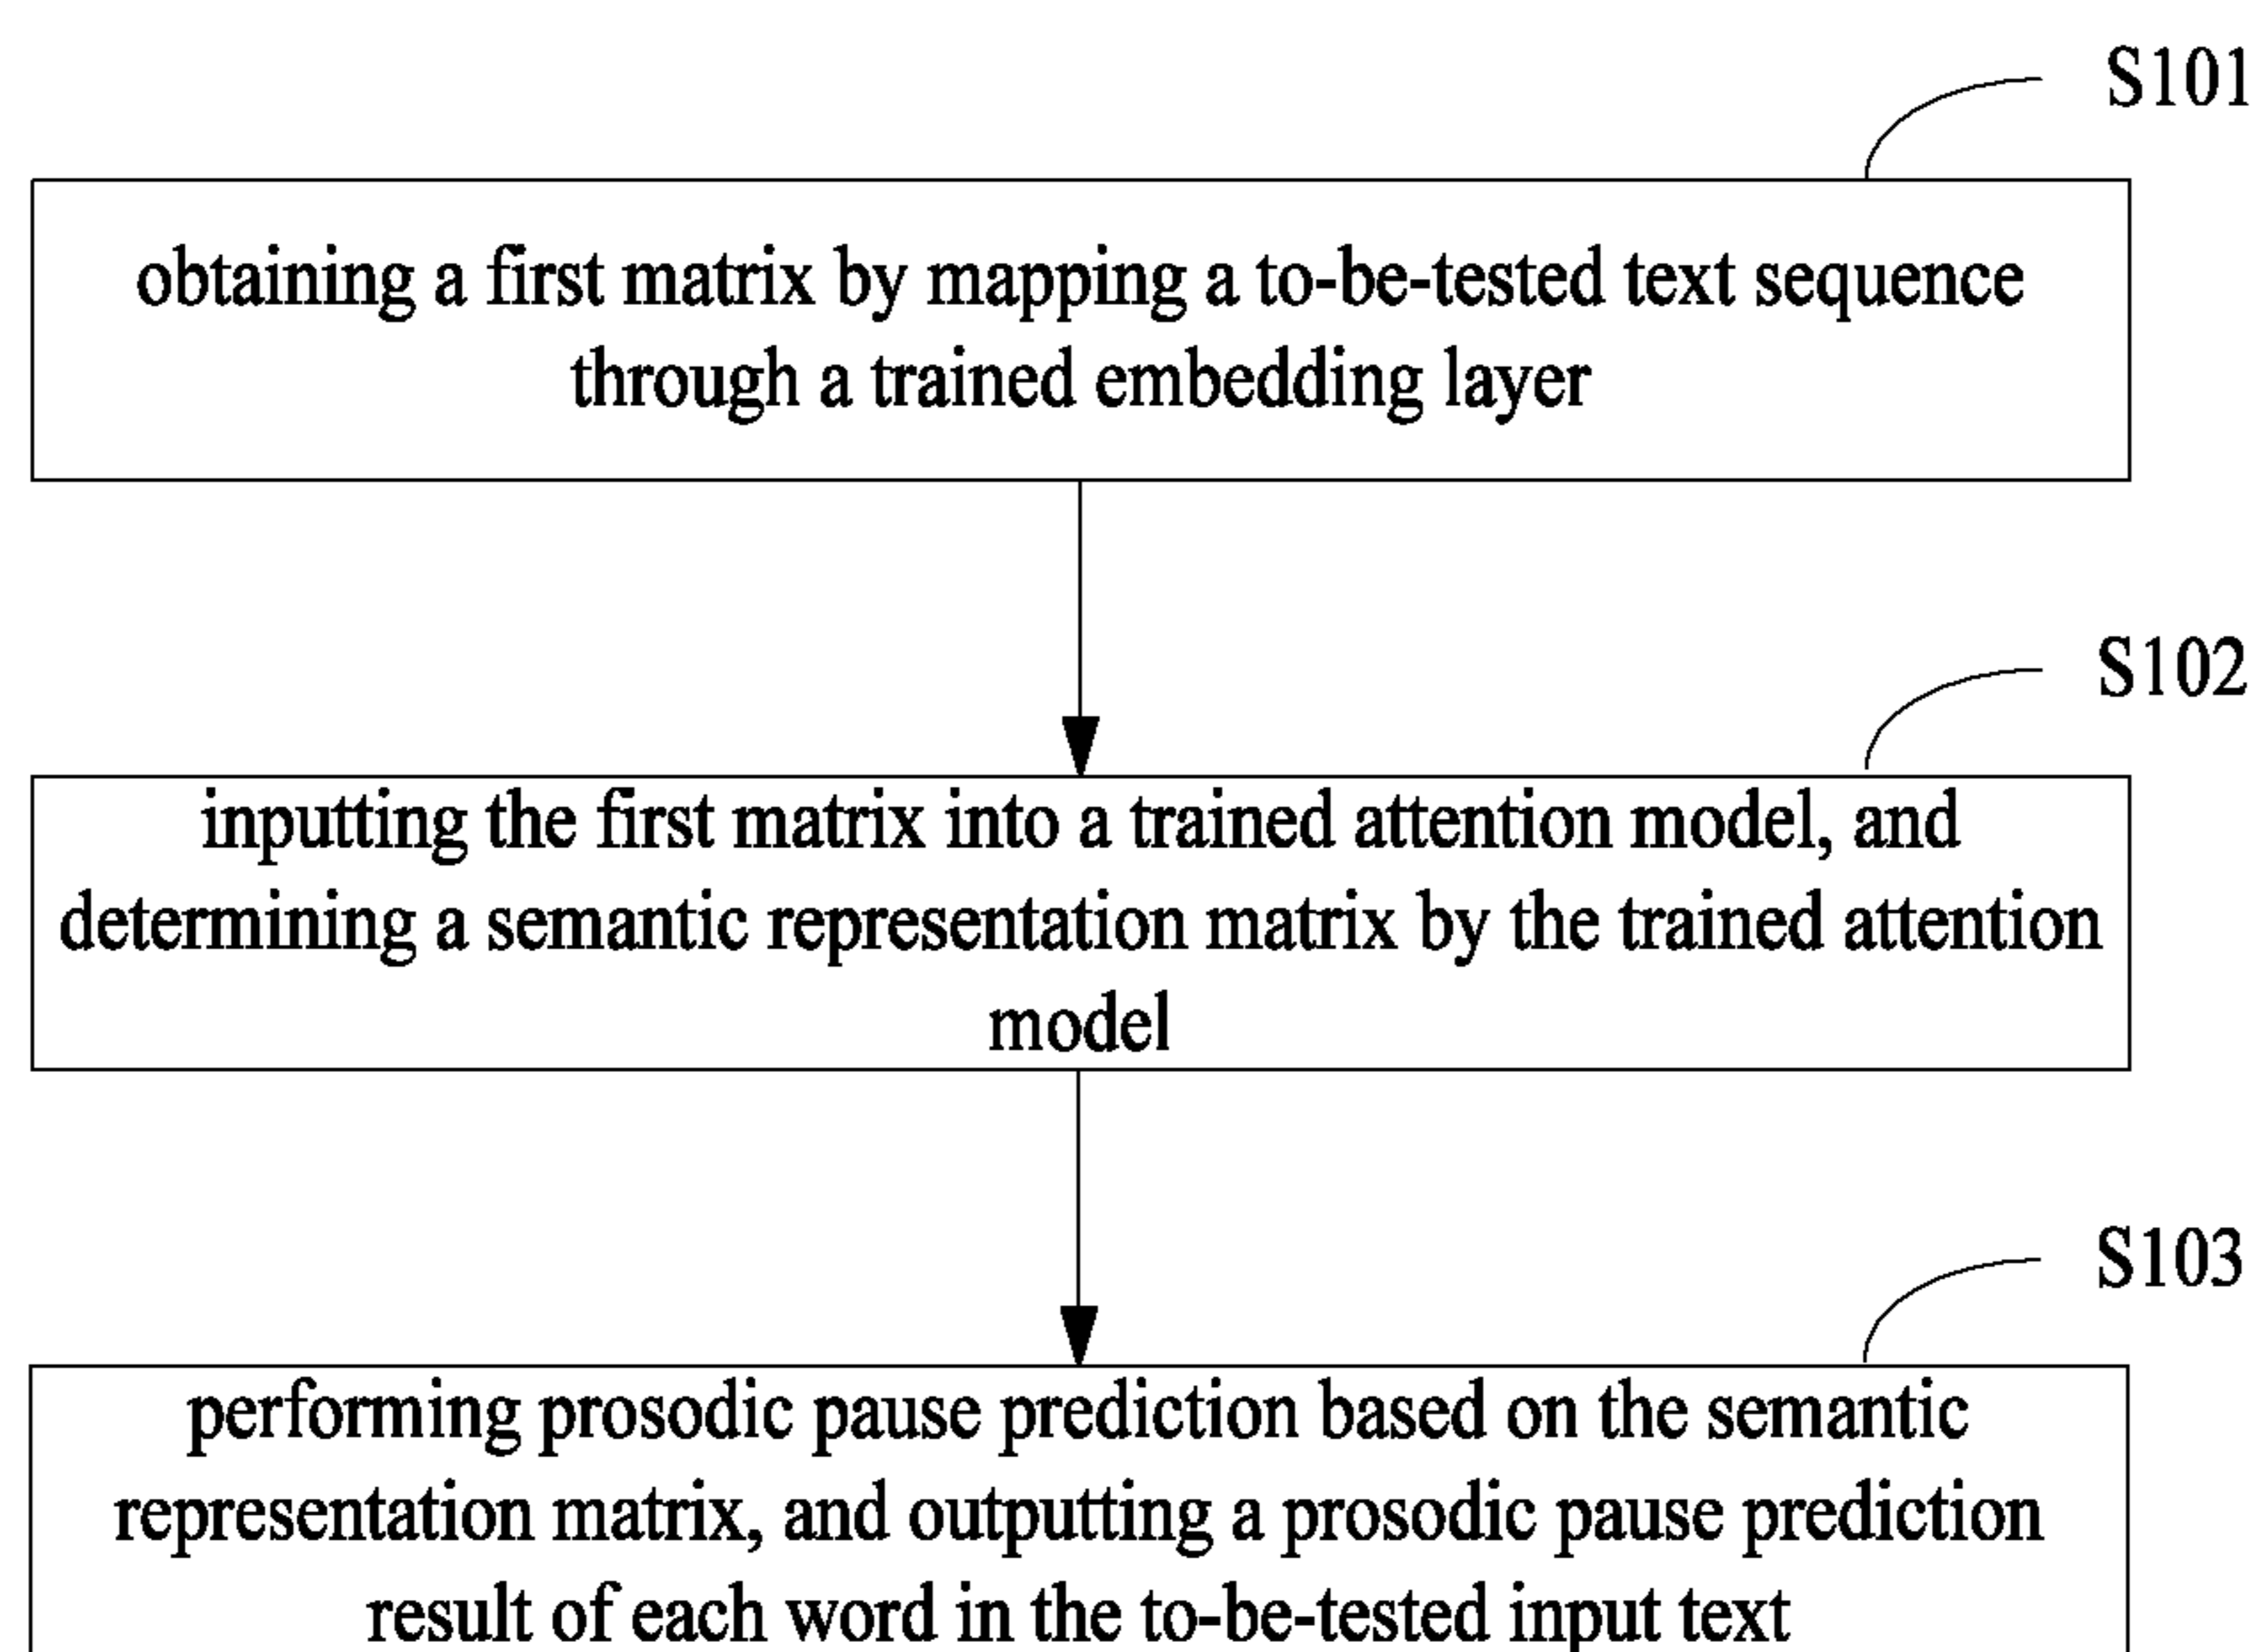 S101
obtaining a first matrix by mapping a to-be-tested text sequence
through a trained embedding layer
S102
inputting the first matrix into a trained attention model, and
determining a semantic representation matrix by the trained attention
model
S103
performing prosodic pause prediction based on the semantic
representation matrix, and outputting a prosodic pause prediction
result of each word in the to-be-tested input text